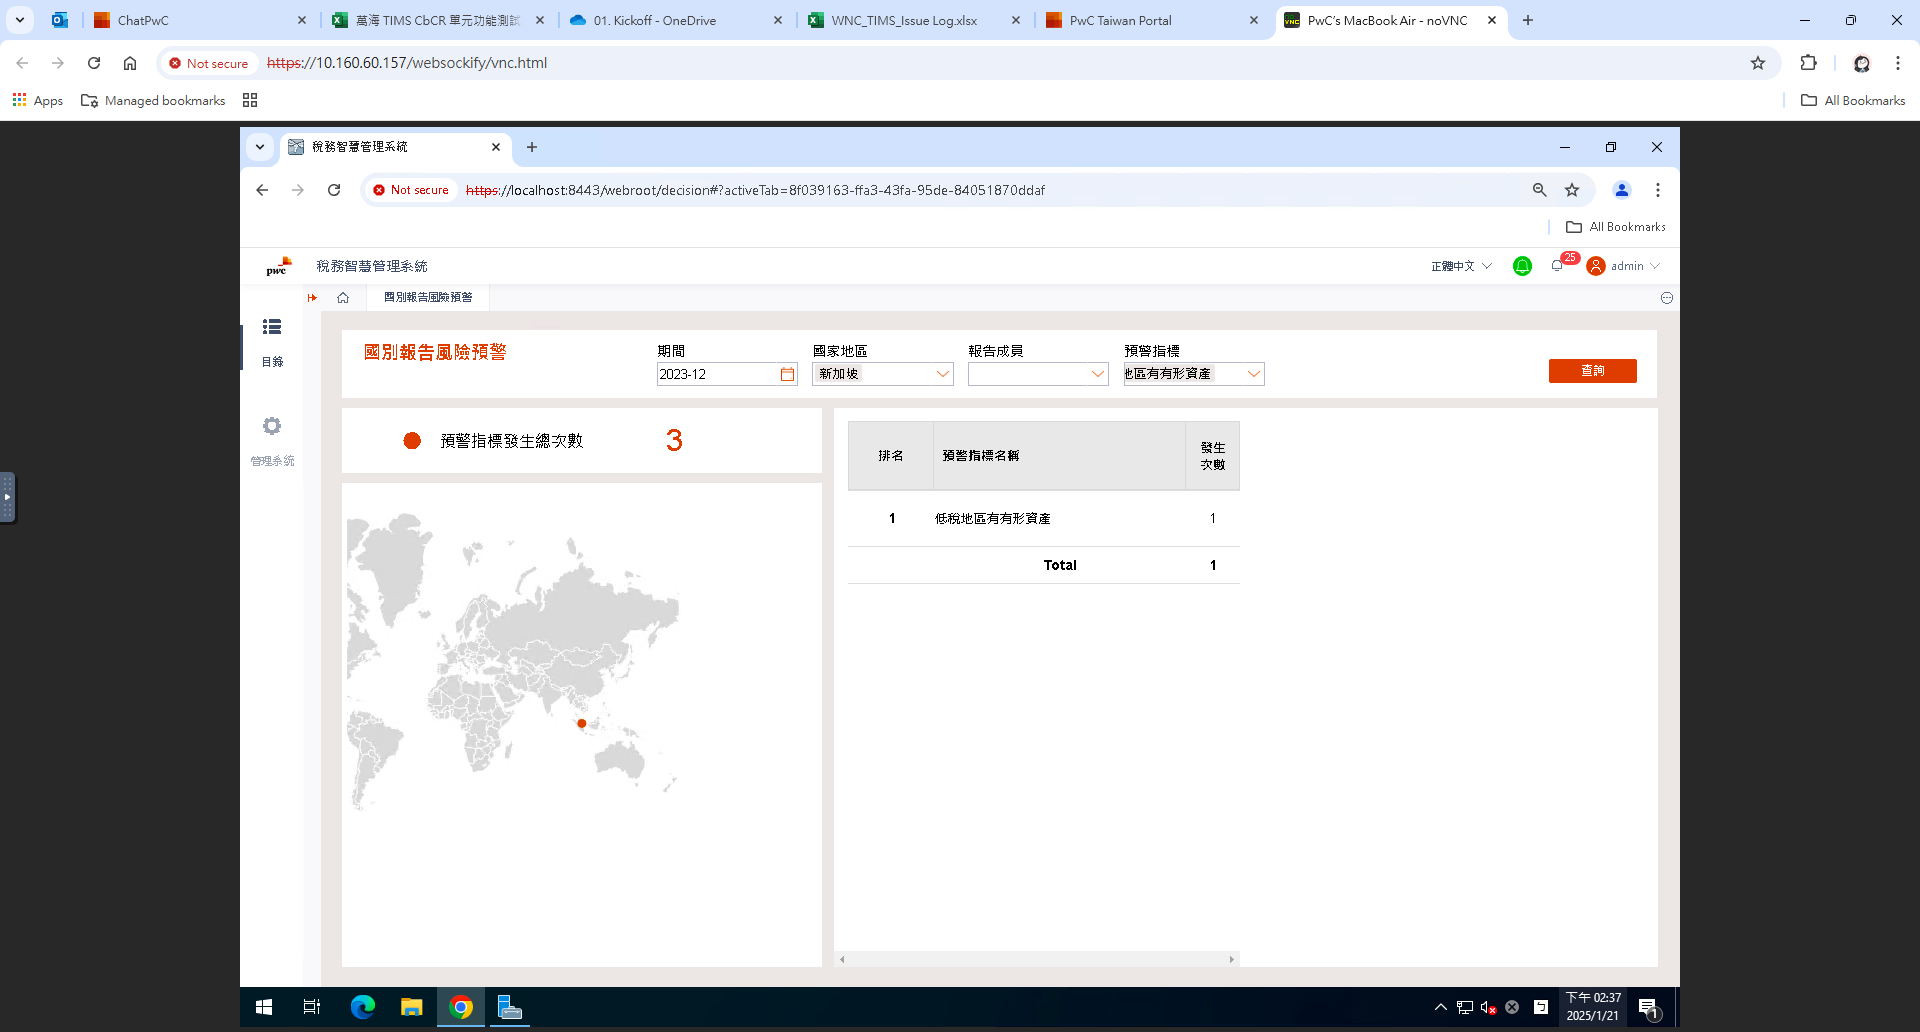 ChatPwC
萬海 TIMS CbCR 單元功能測試
01. Kickoff - OneDrive
WNC_TIMS_Issue Log.xlsx
PwC Taiwan Portal
PwC's MacBook Air - noVNC
Not secure
https://10.160.60.157/websockify/vnc.html
Apps
Managed bookmarks
All Bookmarks
稅務智慧管理系統
Not secure
https://localhost:8443/webroot/decision#?activeTab=8f039163-ffa3-43fa-95de-84051870ddaf
All Bookmarks
pwc
稅務智慧管理系統
正體中文
25
admin
國別報告風險預警
目錄
管理系統
國別報告風險預警
期間
國家地區
報告成員
預警指標
2023-12
新加坡
地區有有形資產
查詢
預警指標發生總次數
3
排名
預警指標名稱
發生
次數
1
低稅地區有有形資產
1
Total
1
下午 02:37
2025/1/21
1